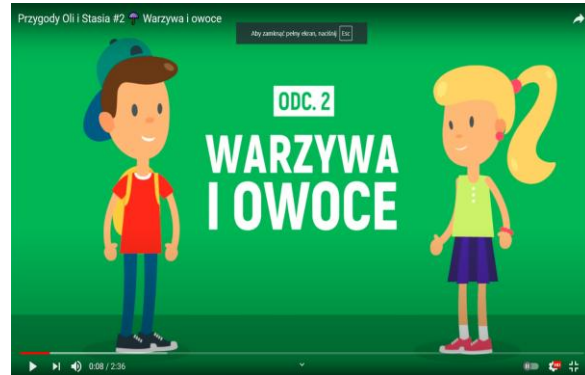 Przygody Oli i Stasia #2 Warzywa i owoce
Aby zamknąć pełny ekran, naciśnij Esc
ODC. 2
WARZYWA
I OWOCE
0:08 / 2:36